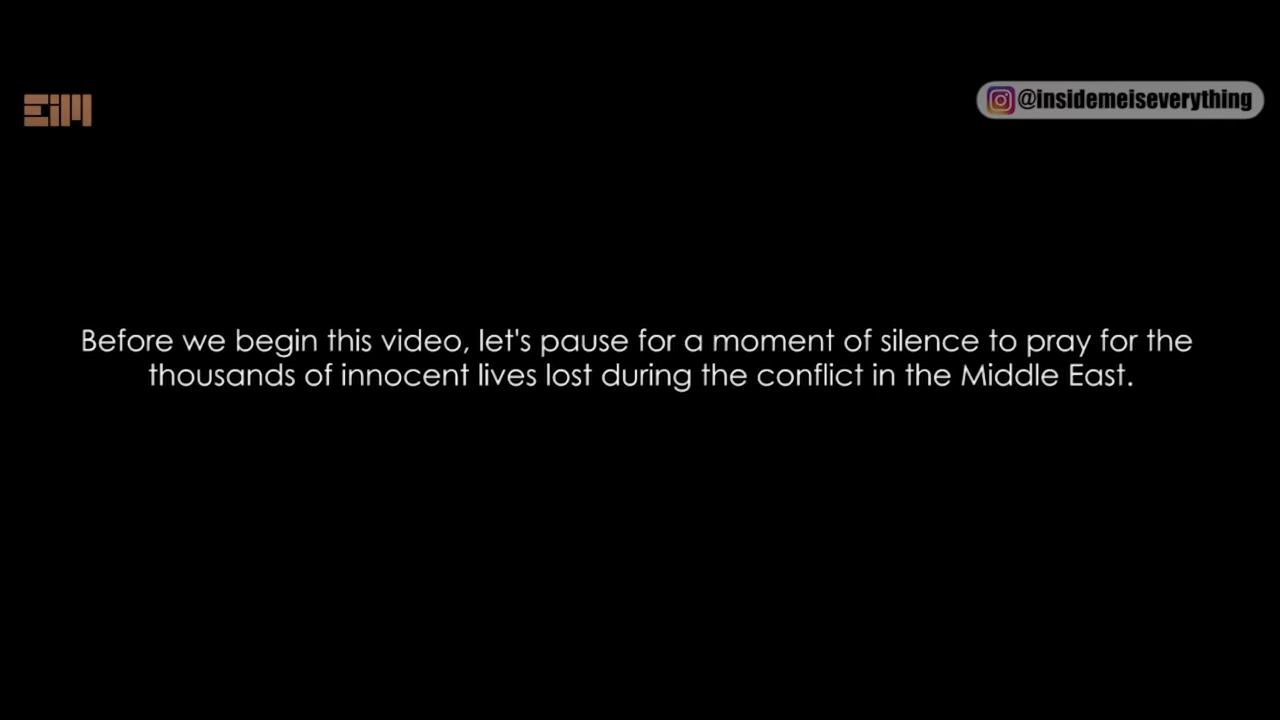 EiM
@insidemeiseverything
Before we begin this video, let's pause for a moment of silence to pray for the
thousands of innocent lives lost during the conflict in the Middle East.